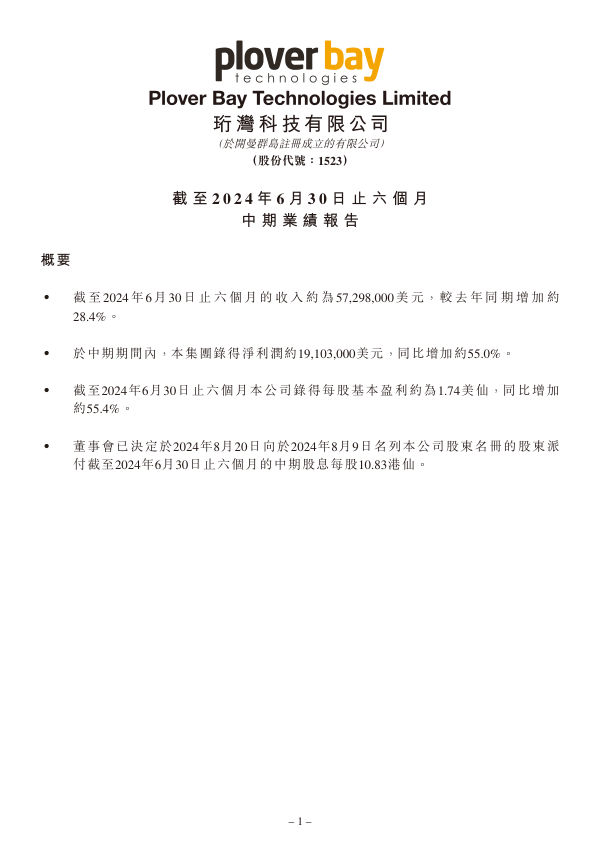 plover bay
technologies
Plover Bay Technologies Limited
珩灣科技有限公司
(於開曼群島註冊成立的有限公司)
(股份代號：1523)
截至2024年6月30日止六個月
中期業績報告
概要
• 截至2024年6月30日止六個月的收入約為57,298,000美元，較去年同期增加約
28.4%。
• 於中期期間內，本集團錄得淨利潤約19,103,000美元，同比增加約55.0%。
• 截至2024年6月30日止六個月本公司錄得每股基本盈利約為1.74美仙，同比增加
約55.4%。
• 董事會已決定於2024年8月20日向於2024年8月9日名列本公司股東名冊的股東派
付截至2024年6月30日止六個月的中期股息每股10.83港仙。
– 1 –